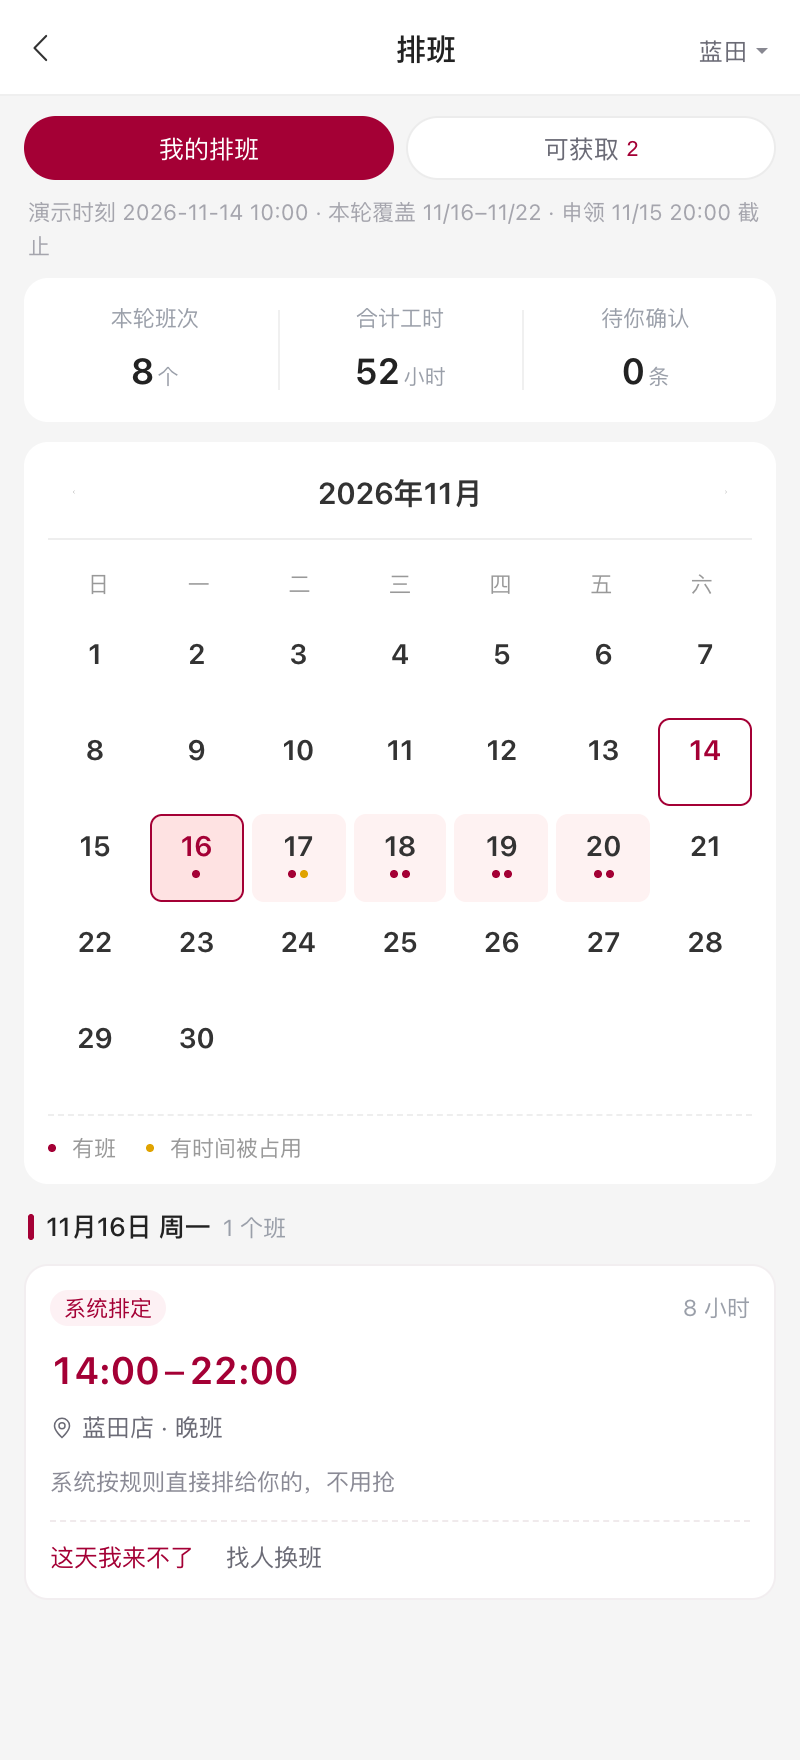 排班
蓝田
我的排班
可获取 2
演示时刻 2026-11-14 10:00 · 本轮覆盖 11/16–11/22 · 申领 11/15 20:00 截
止
本轮班次 合计工时 待你确认
8个 52小时 0条
2026年11月
日 一 二 三 四 五 六
1 2 3 4 5 6 7
8 9 10 11 12 13 14
15 16 17 18 19 20 21
22 23 24 25 26 27 28
29 30
有班 有时间被占用
11月16日 周一 1 个班
系统排定 8 小时
14:00–22:00
蓝田店 · 晚班
系统按规则直接排给你的，不用抢
这天我来不了 找人换班